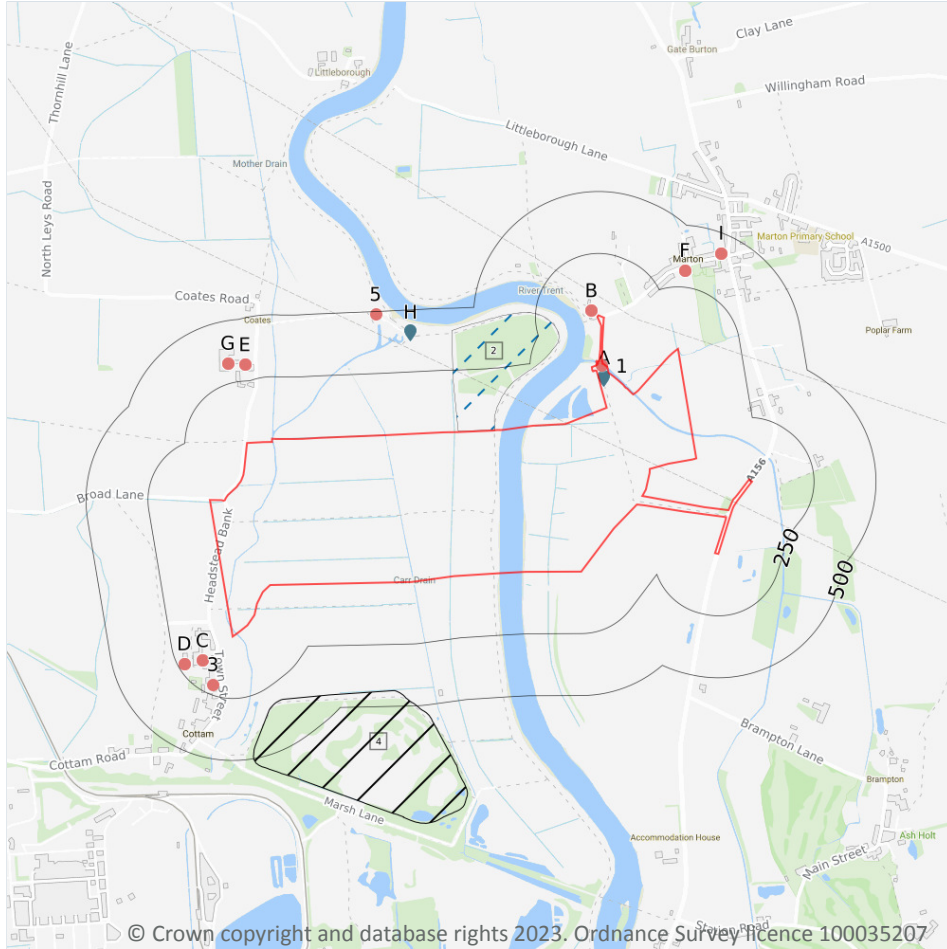 Clay Lane
Gate Burton
Thornhill Lane
Littleborough
Willingham Road
Littleborough Lane
Mother Drain
North Leys Road
I
Marton Primary School
F
Marton
A1500
Coates Road
River Trent
B
5
H
Coates
Poplar Farm
2
G
E
A
1
A156
Broad Lane
Headstead Bank
250
500
Carr Drain
D
C
3
Town Street
Cottam
4
Brampton Lane
Cottam Road
Brampton
Marsh Lane
Accommodation House
Ash Holt
Main Street
Station Road
© Crown copyright and database rights 2023. Ordnance Survey licence 100035207